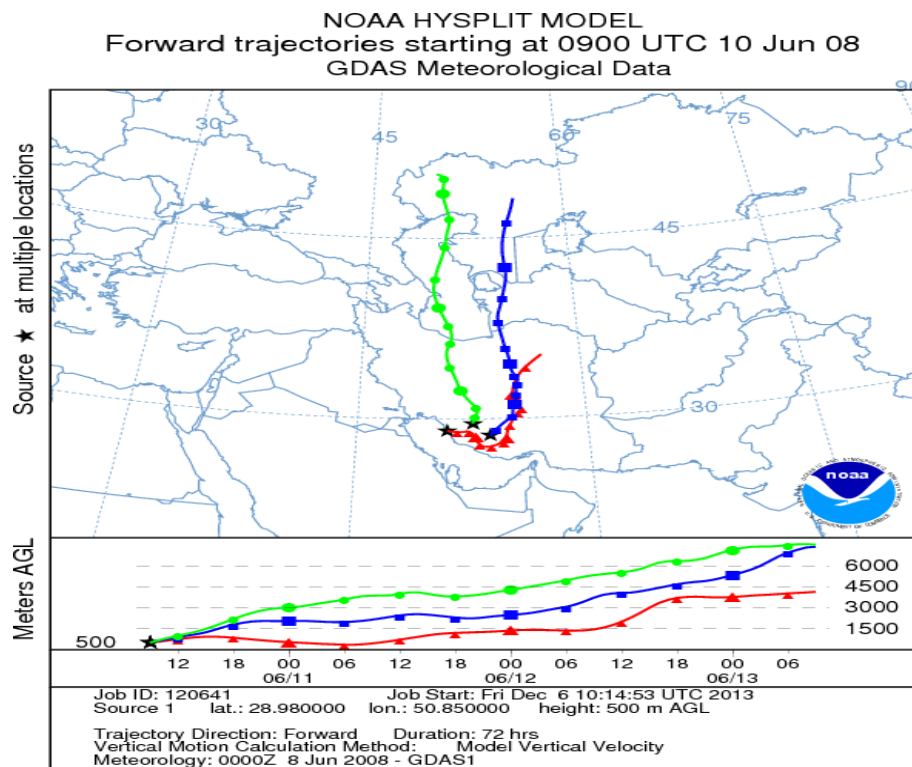 NOAA HYSPLIT MODEL
Forward trajectories starting at 0900 UTC 10 Jun 08
GDAS Meteorological Data
Source ★ at multiple locations
30
45
60
75
90
45
30
noaa
Meters AGL
6000
4500
3000
1500
500
12 18 00 06 12 18 00 06 12 18 00 06
06/11 06/12 06/13
Job ID: 120641 Job Start: Fri Dec 6 10:14:53 UTC 2013
Source 1 lat.: 28.980000 lon.: 50.850000 height: 500 m AGL
Trajectory Direction: Forward Duration: 72 hrs
Vertical Motion Calculation Method: Model Vertical Velocity
Meteorology: 0000Z 8 Jun 2008 - GDAS1